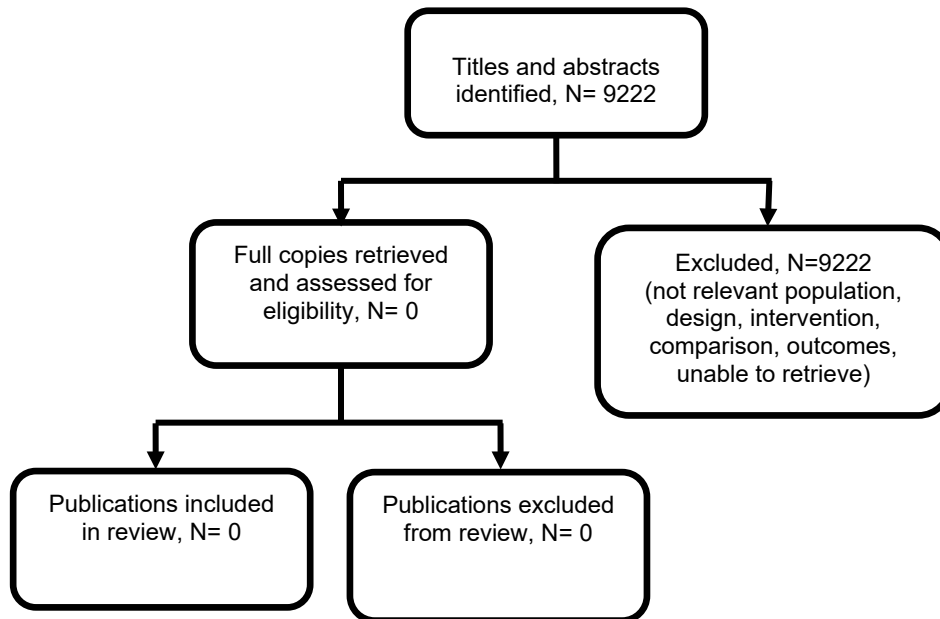 Titles and abstracts
identified, N= 9222
Full copies retrieved
and assessed for
eligibility, N= 0
Excluded, N=9222
(not relevant population,
design, intervention,
comparison, outcomes,
unable to retrieve)
Publications included
in review, N= 0
Publications excluded
from review, N= 0